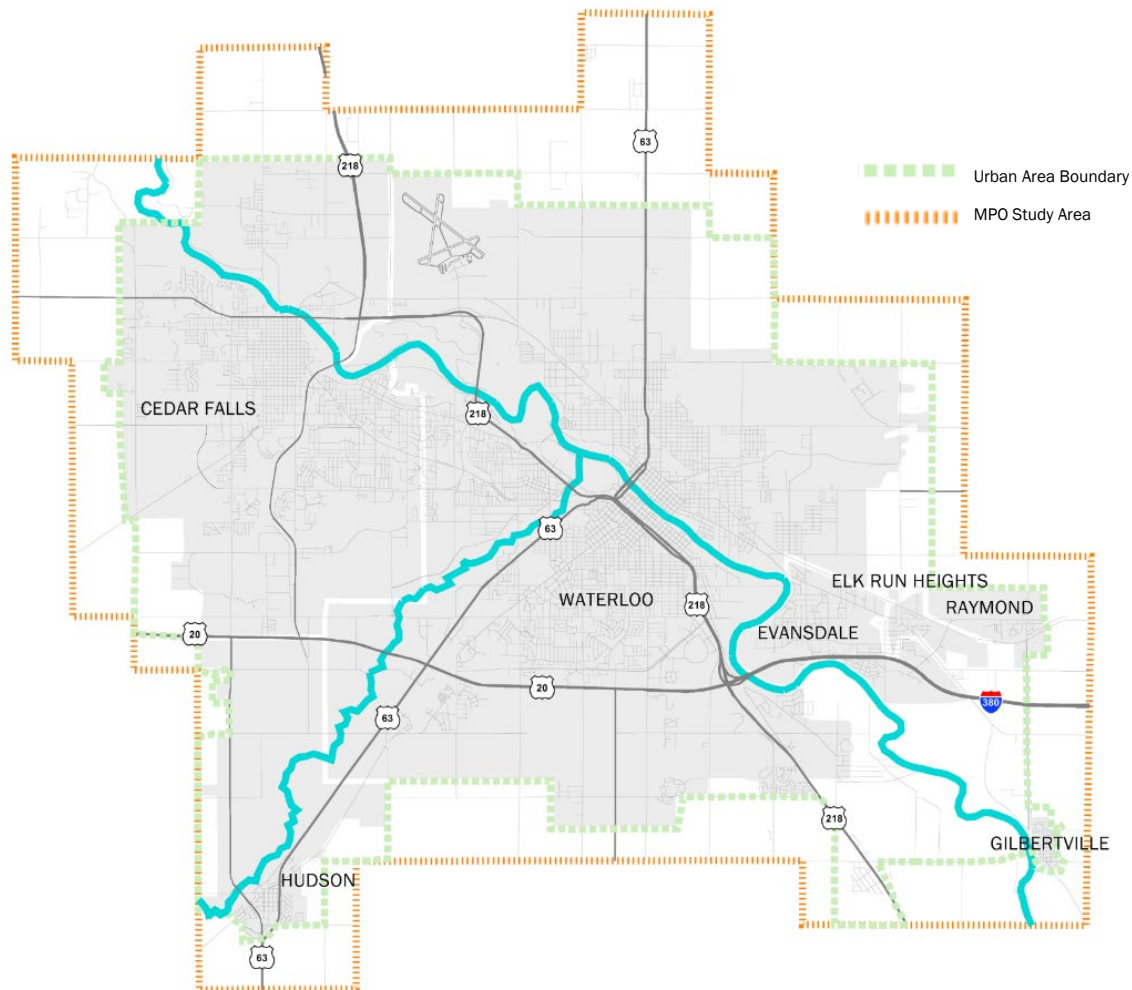 63
218
Urban Area Boundary
MPO Study Area
CEDAR FALLS
218
63
ELK RUN HEIGHTS
WATERLOO
218
RAYMOND
EVANSDALE
20
20
380
63
218
GILBERTVILLE
HUDSON
63